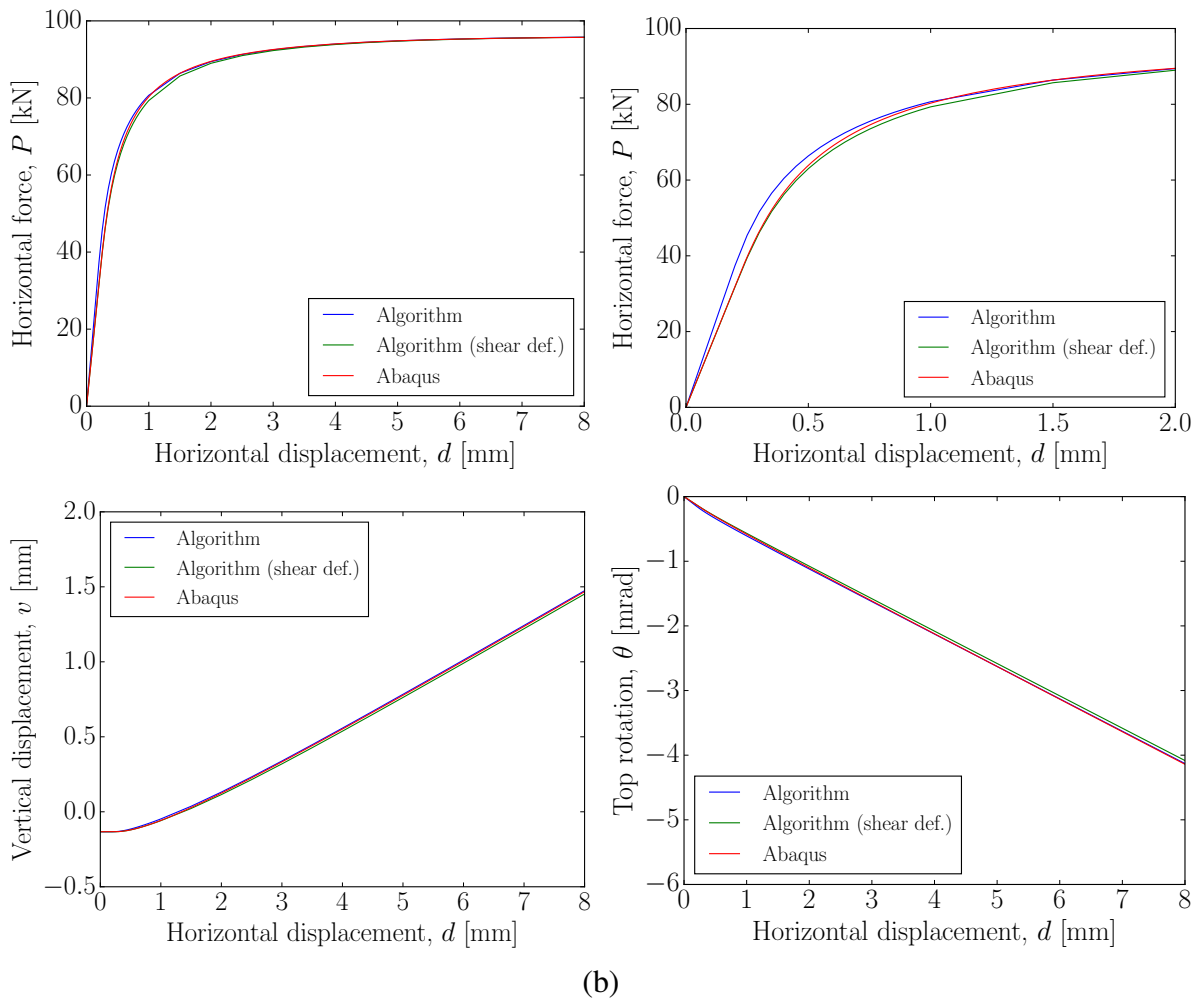 100
80
60
40
20
0
Horizontal force, P [kN]
Algorithm
Algorithm (shear def.)
Abaqus
0 1 2 3 4 5 6 7 8
Horizontal displacement, d [mm]
100
80
60
40
20
0
Horizontal force, P [kN]
Algorithm
Algorithm (shear def.)
Abaqus
0.0 0.5 1.0 1.5 2.0
Horizontal displacement, d [mm]
2.0
1.5
1.0
0.5
0.0
−0.5
Vertical displacement, v [mm]
Algorithm
Algorithm (shear def.)
Abaqus
0 1 2 3 4 5 6 7 8
Horizontal displacement, d [mm]
0
−1
−2
−3
−4
−5
−6
Top rotation, θ [mrad]
Algorithm
Algorithm (shear def.)
Abaqus
0 1 2 3 4 5 6 7 8
Horizontal displacement, d [mm]
(b)